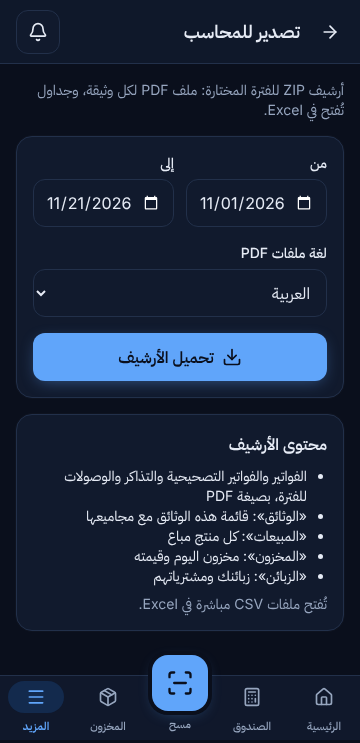 تصدير للمحاسب
أرشيف ZIP للفترة المختارة: ملف PDF لكل وثيقة، وجداول
تُفتح في Excel.
من
إلى
11/01/2026
11/21/2026
لغة ملفات PDF
العربية
تحميل الأرشيف
محتوى الأرشيف
• الفواتير والفواتير التصحيحية والتذاكر والوصولات
للفترة، بصيغة PDF
• «الوثائق»: قائمة هذه الوثائق مع مجاميعها
• «المبيعات»: كل منتج مباع
• «المخزون»: مخزون اليوم وقيمته
• «الزبائن»: زبائنك ومشترياتهم
تُفتح ملفات CSV مباشرة في Excel.
الرئيسية
الصندوق
مسح
المخزون
المزيد